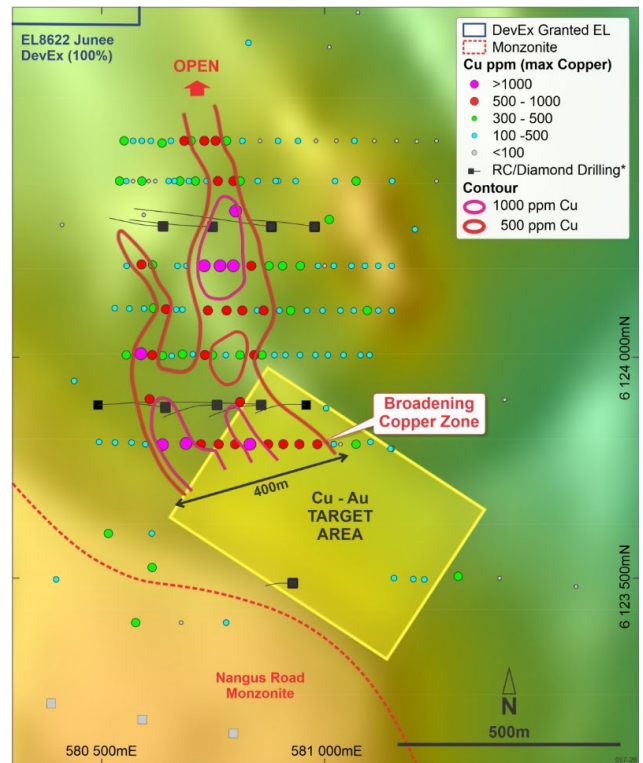 EL8622 Junee
DevEx (100%)
OPEN
DevEx Granted EL
Monzonite
Cu ppm (max Copper)
>1000
500 - 1000
300 - 500
100 -500
<100
RC/Diamond Drilling*
Contour
1000 ppm Cu
500 ppm Cu
6 124 000mN
Broadening
Copper Zone
400m
Cu - Au
TARGET
AREA
6 123 500mN
Nangus Road
Monzonite
N
500m
580 500mE
581 000mE